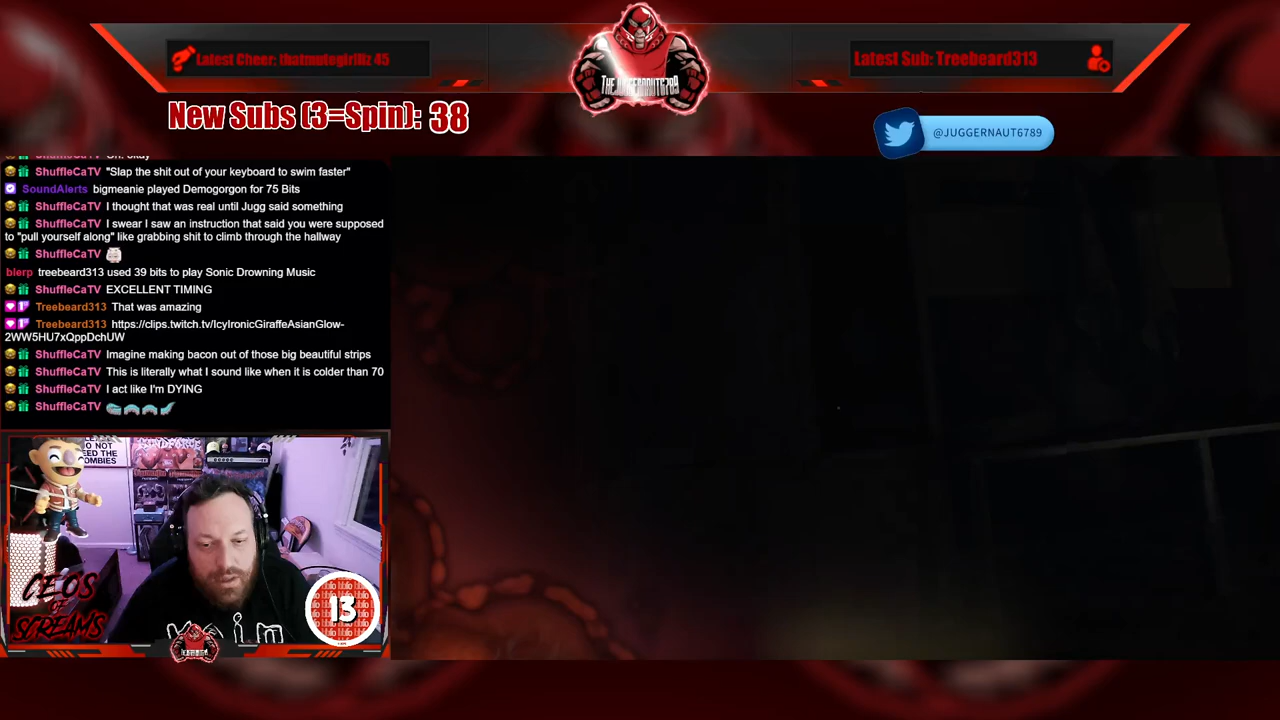 Latest Cheer: thatmutegirlliz 45
THEJUGGERNAUT6789
Latest Sub: Treebeard313
New Subs (3=Spin): 38
@JUGGERNAUT6789
ShuffleCaTV "Slap the shit out of your keyboard to swim faster"
SoundAlerts bigmeanie played Demogorgon for 75 Bits
ShuffleCaTV I thought that was real until Jugg said something
ShuffleCaTV I swear I saw an instruction that said you were supposed
to "pull yourself along" like grabbing shit to climb through the hallway
ShuffleCaTV
blerp treebeard313 used 39 bits to play Sonic Drowning Music
ShuffleCaTV EXCELLENT TIMING
Treebeard313 That was amazing
Treebeard313 https://clips.twitch.tv/IcyIronicGiraffeAsianGlow-
2WW5HU7xQppDchUW
ShuffleCaTV Imagine making bacon out of those big beautiful strips
ShuffleCaTV This is literally what I sound like when it is colder than 70
ShuffleCaTV I act like I'm DYING
ShuffleCaTV
DO NOT
FEED THE
ZOMBIES
CEOS
OF
SCREAMS
13